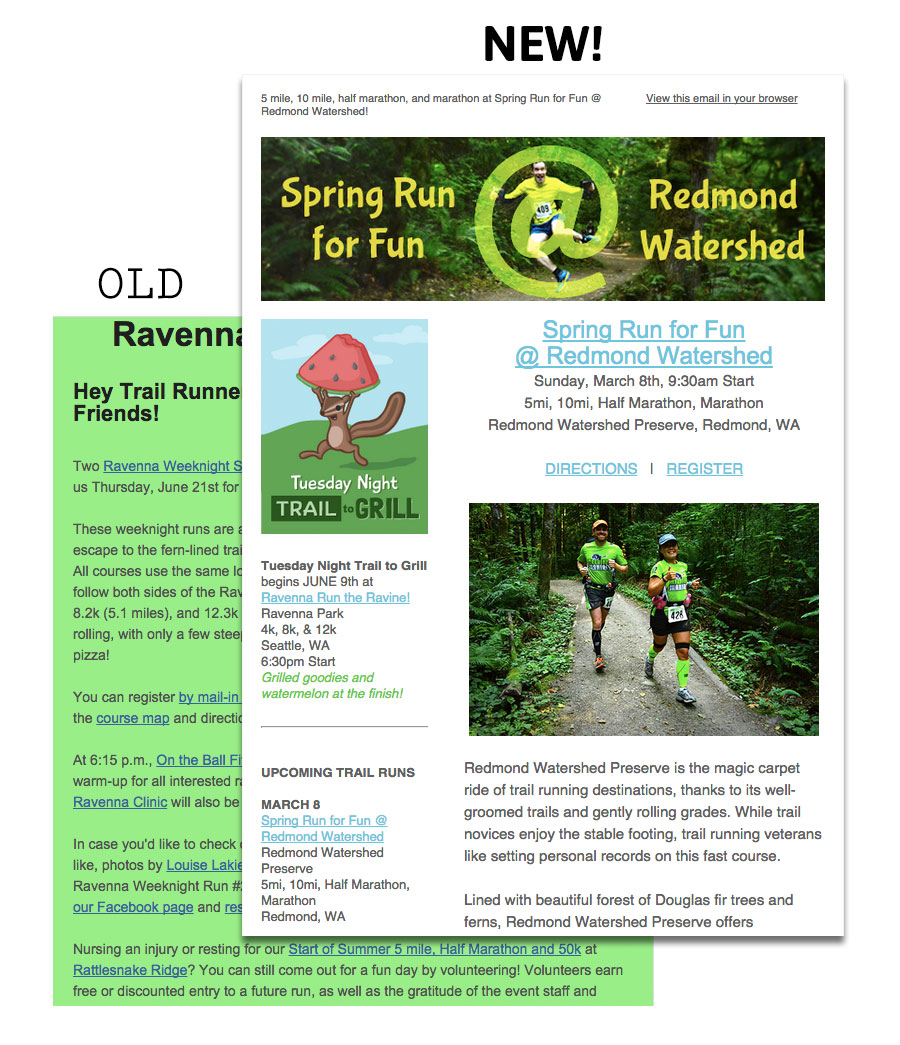 NEW!
5 mile, 10 mile, half marathon, and marathon at Spring Run for Fun @
Redmond Watershed!
View this email in your browser
Spring Run
for Fun
@
409
Redmond
Watershed
Tuesday Night
TRAIL to GRILL
Tuesday Night Trail to Grill
begins JUNE 9th at
Ravenna Run the Ravine!
Ravenna Park
4k, 8k, & 12k
Seattle, WA
6:30pm Start
Grilled goodies and
watermelon at the finish!
UPCOMING TRAIL RUNS
MARCH 8
Spring Run for Fun @
Redmond Watershed
Redmond Watershed
Preserve
5mi, 10mi, Half Marathon,
Marathon
Redmond, WA
Spring Run for Fun
@ Redmond Watershed
Sunday, March 8th, 9:30am Start
5mi, 10mi, Half Marathon, Marathon
Redmond Watershed Preserve, Redmond, WA
DIRECTIONS | REGISTER
426
Redmond Watershed Preserve is the magic carpet
ride of trail running destinations, thanks to its well-
groomed trails and gently rolling grades. While trail
novices enjoy the stable footing, trail running veterans
like setting personal records on this fast course.
Lined with beautiful forest of Douglas fir trees and
ferns, Redmond Watershed Preserve offers
OLD
Ravenna
Hey Trail Runne
Friends!
Two Ravenna Weeknight S
us Thursday, June 21st for
These weeknight runs are a
escape to the fern-lined trai
All courses use the same lo
follow both sides of the Rav
8.2k (5.1 miles), and 12.3k
rolling, with only a few steep
pizza!
You can register by mail-in
the course map and directio
At 6:15 p.m., On the Ball Fi
warm-up for all interested ra
Ravenna Clinic will also be
In case you'd like to check o
like, photos by Louise Lakie
Ravenna Weeknight Run #
our Facebook page and res
Nursing an injury or resting for our Start of Summer 5 mile, Half Marathon and 50k at
Rattlesnake Ridge? You can still come out for a fun day by volunteering! Volunteers earn
free or discounted entry to a future run, as well as the gratitude of the event staff and